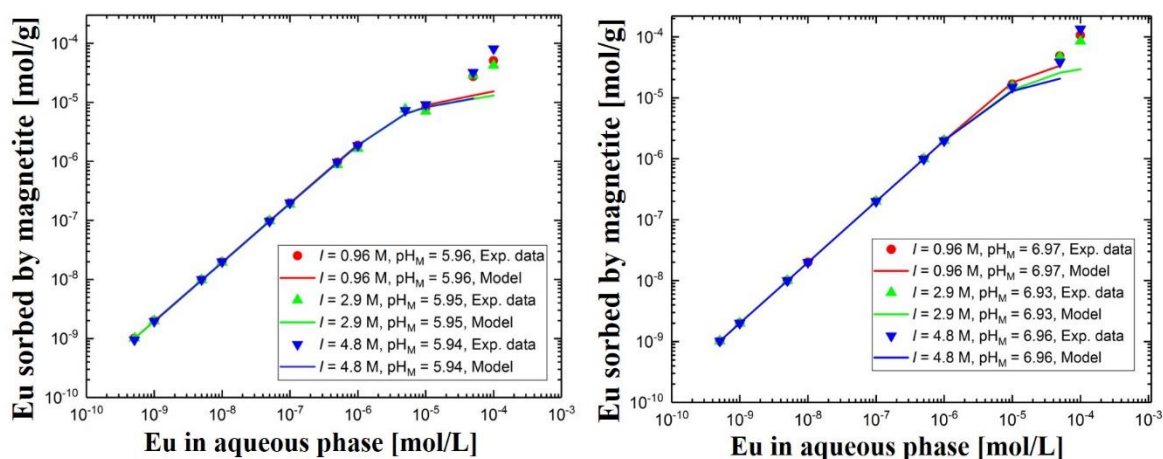 Eu sorbed by magnetite [mol/g]
10⁻⁴
10⁻⁵
10⁻⁶
10⁻⁷
10⁻⁸
10⁻⁹
10⁻¹⁰
I = 0.96 M, pH_M = 5.96, Exp. data
I = 0.96 M, pH_M = 5.96, Model
I = 2.9 M, pH_M = 5.95, Exp. data
I = 2.9 M, pH_M = 5.95, Model
I = 4.8 M, pH_M = 5.94, Exp. data
I = 4.8 M, pH_M = 5.94, Model
10⁻¹⁰ 10⁻⁹ 10⁻⁸ 10⁻⁷ 10⁻⁶ 10⁻⁵ 10⁻⁴ 10⁻³
Eu in aqueous phase [mol/L]
Eu sorbed by magnetite [mol/g]
10⁻⁴
10⁻⁵
10⁻⁶
10⁻⁷
10⁻⁸
10⁻⁹
10⁻¹⁰
I = 0.96 M, pH_M = 6.97, Exp. data
I = 0.96 M, pH_M = 6.97, Model
I = 2.9 M, pH_M = 6.93, Exp. data
I = 2.9 M, pH_M = 6.93, Model
I = 4.8 M, pH_M = 6.96, Exp. data
I = 4.8 M, pH_M = 6.96, Model
10⁻¹⁰ 10⁻⁹ 10⁻⁸ 10⁻⁷ 10⁻⁶ 10⁻⁵ 10⁻⁴ 10⁻³
Eu in aqueous phase [mol/L]